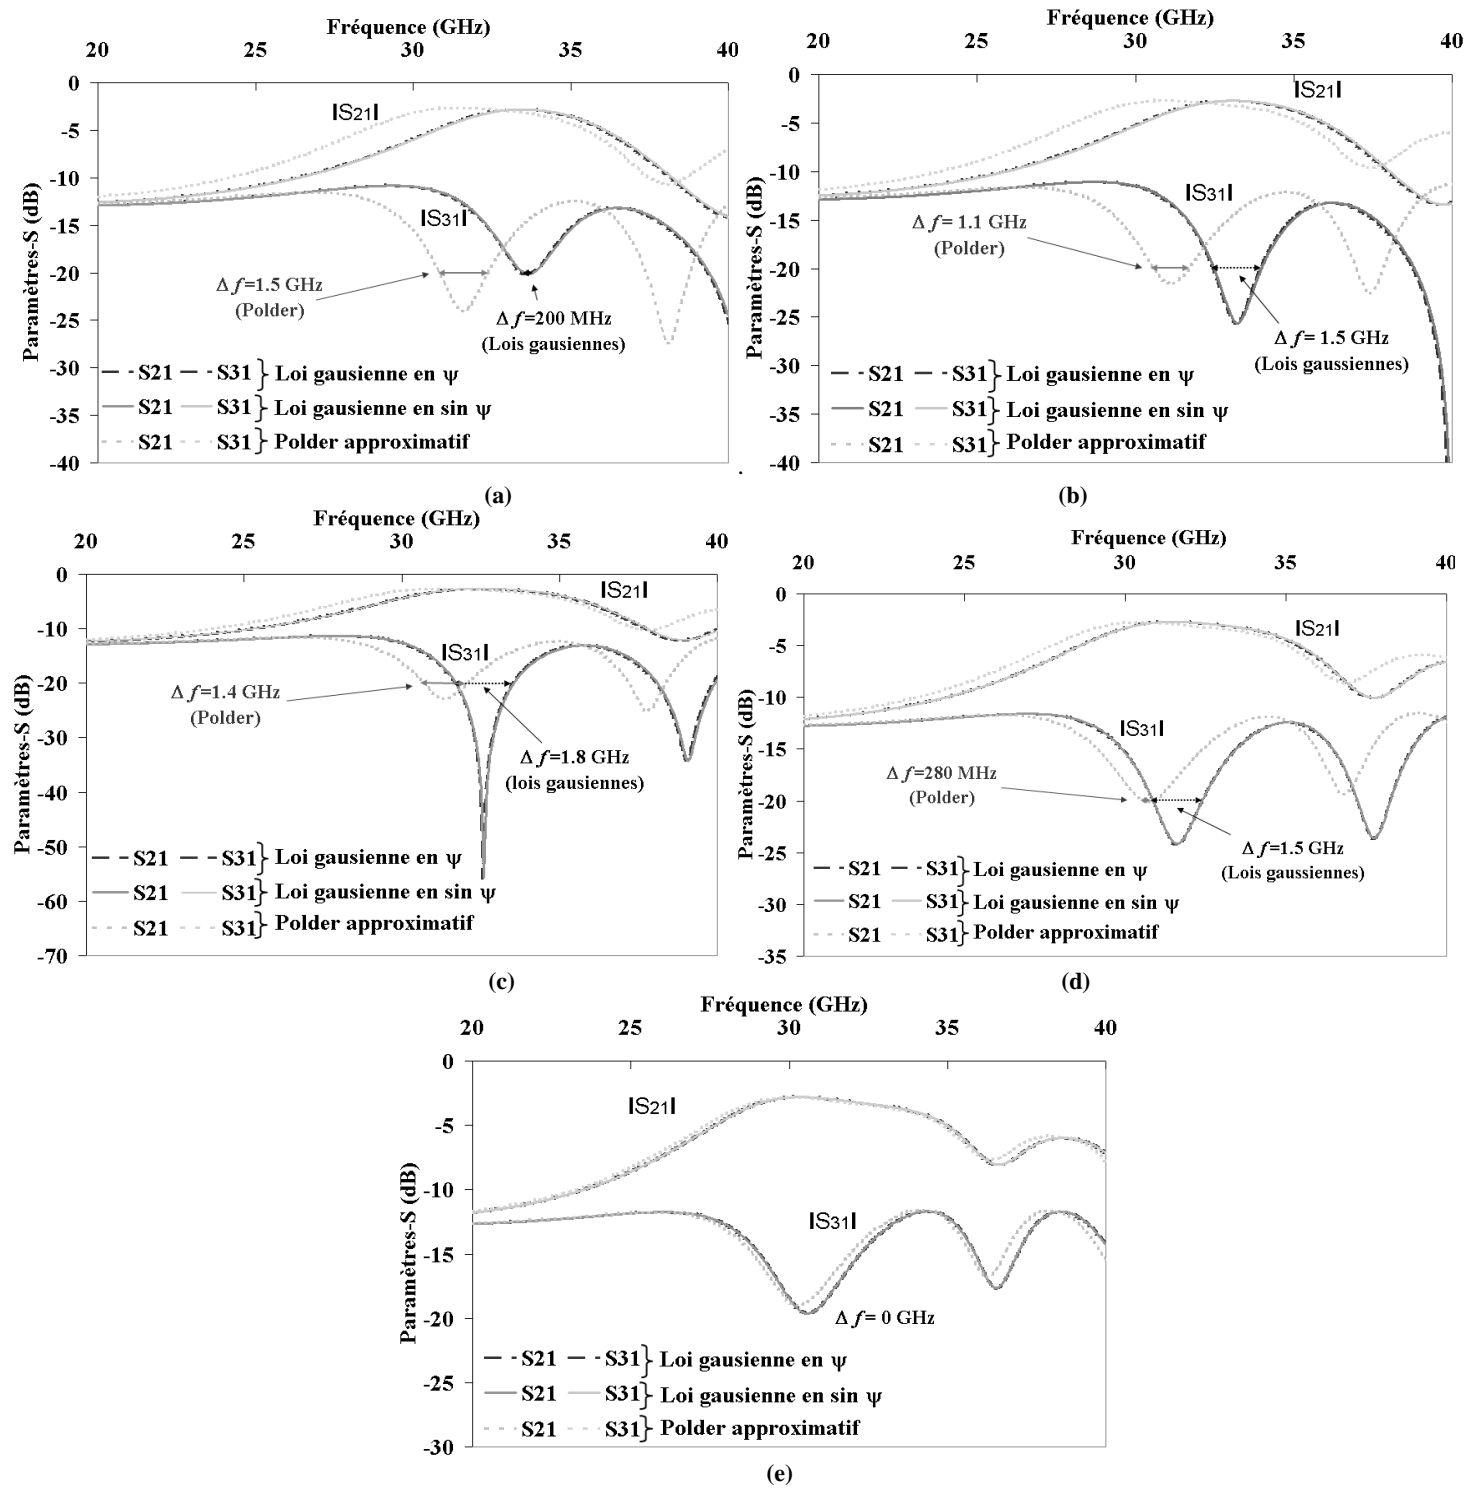 Fréquence (GHz)
20 25 30 35 40
0
-5
-10
-15
-20
-25
-30
-35
-40
Paramètres-S (dB)
|S21|
|S31|
Δ f=1.5 GHz
(Polder)
Δ f=200 MHz
(Lois gausiennes)
S21 S31} Loi gausienne en ψ
S21 S31} Loi gausienne en sin ψ
S21 S31} Polder approximatif
(a)
Fréquence (GHz)
20 25 30 35 40
0
-5
-10
-15
-20
-25
-30
-35
-40
Paramètres-S (dB)
|S21|
|S31|
Δ f= 1.1 GHz
(Polder)
Δ f= 1.5 GHz
(Lois gaussiennes)
S21 S31} Loi gausienne en ψ
S21 S31} Loi gausienne en sin ψ
S21 S31} Polder approximatif
.
(b)
Fréquence (GHz)
20 25 30 35 40
0
-10
-20
-30
-40
-50
-60
-70
Paramètres-S (dB)
|S21|
|S31|
Δ f=1.4 GHz
(Polder)
Δ f=1.8 GHz
(lois gausiennes)
S21 S31} Loi gausienne en ψ
S21 S31} Loi gausienne en sin ψ
S21 S31} Polder approximatif
(c)
Fréquence (GHz)
20 25 30 35 40
0
-5
-10
-15
-20
-25
-30
-35
Paramètres-S (dB)
|S21|
|S31|
Δ f=280 MHz
(Polder)
Δ f=1.5 GHz
(Lois gaussiennes)
S21 S31} Loi gausienne en ψ
S21 S31} Loi gausienne en sin ψ
S21 S31} Polder approximatif
(d)
Fréquence (GHz)
20 25 30 35 40
0
-5
-10
-15
-20
-25
-30
Paramètres-S (dB)
|S21|
|S31|
Δ f= 0 GHz
S21 S31} Loi gausienne en ψ
S21 S31} Loi gausienne en sin ψ
S21 S31} Polder approximatif
(e)